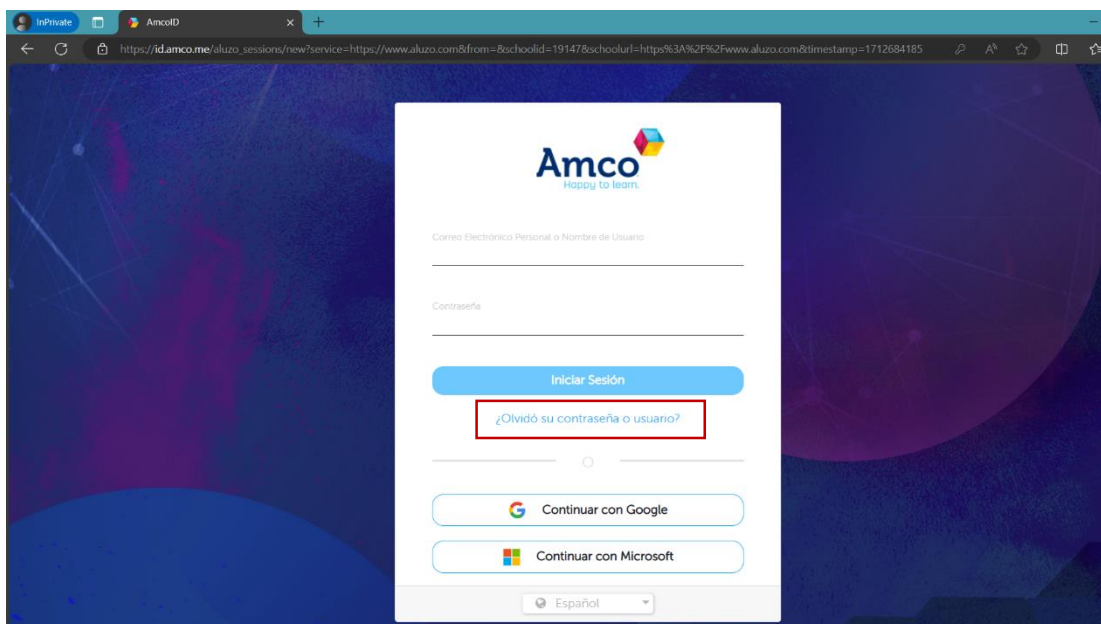 InPrivate
AmcoID
https://id.amco.me/aluzo_sessions/new?service=https://www.aluzo.com&from=&schoolid=19147&schoolurl=https%3A%2F%2Fwww.aluzo.com&timestamp=1712684185
Amco
Happy to learn.
Correo Electrónico Personal o Nombre de Usuario
Contraseña
Iniciar Sesión
¿Olvidó su contraseña o usuario?
O
Continuar con Google
Continuar con Microsoft
Español